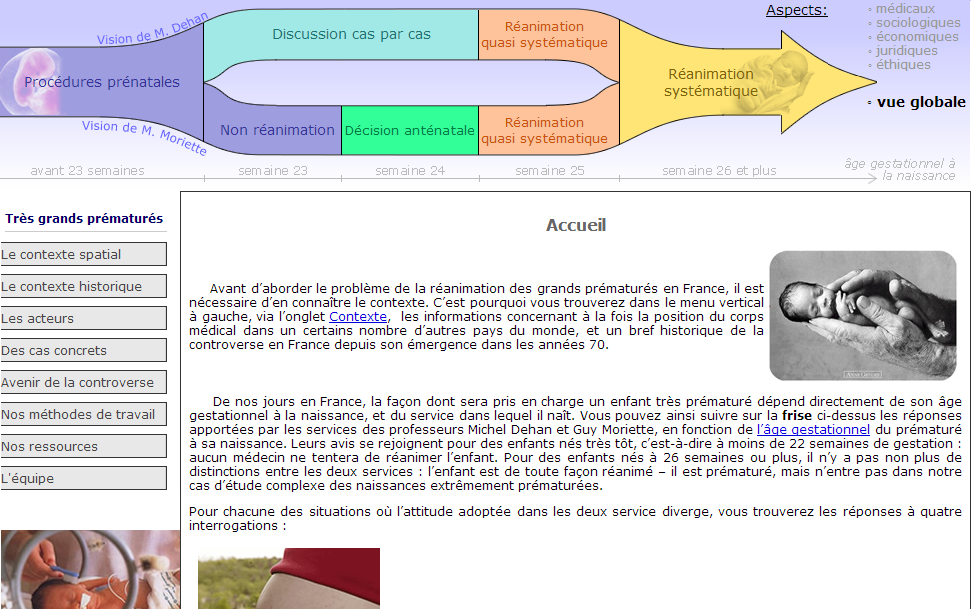 Vision de M. Dehan
Discussion cas par cas
Réanimation
quasi systématique
Procédures prénatales
Réanimation
systématique
Vision de M. Moriette
Non réanimation
Décision anténatale
Réanimation
quasi systématique
Aspects:
◦ médicaux
◦ sociologiques
◦ économiques
◦ juridiques
◦ éthiques
◦ vue globale
avant 23 semaines
semaine 23
semaine 24
semaine 25
semaine 26 et plus
âge gestationnel à
la naissance
Très grands prématurés
Le contexte spatial
Le contexte historique
Les acteurs
Des cas concrets
Avenir de la controverse
Nos méthodes de travail
Nos ressources
L'équipe
Accueil
Avant d'aborder le problème de la réanimation des grands prématurés en France, il est
nécessaire d'en connaître le contexte. C'est pourquoi vous trouverez dans le menu vertical
à gauche, via l'onglet Contexte, les informations concernant à la fois la position du corps
médical dans un certains nombre d'autres pays du monde, et un bref historique de la
controverse en France depuis son émergence dans les années 70.
De nos jours en France, la façon dont sera pris en charge un enfant très prématuré dépend directement de son âge
gestationnel à la naissance, et du service dans lequel il naît. Vous pouvez ainsi suivre sur la frise ci-dessus les réponses
apportées par les services des professeurs Michel Dehan et Guy Moriette, en fonction de l'âge gestationnel du prématuré
à sa naissance. Leurs avis se rejoignent pour des enfants nés très tôt, c'est-à-dire à moins de 22 semaines de gestation :
aucun médecin ne tentera de réanimer l'enfant. Pour des enfants nés à 26 semaines ou plus, il n'y a pas non plus de
distinctions entre les deux services : l'enfant est de toute façon réanimé – il est prématuré, mais n'entre pas dans notre
cas d'étude complexe des naissances extrêmement prématurées.
Pour chacune des situations où l'attitude adoptée dans les deux service diverge, vous trouverez les réponses à quatre
interrogations :